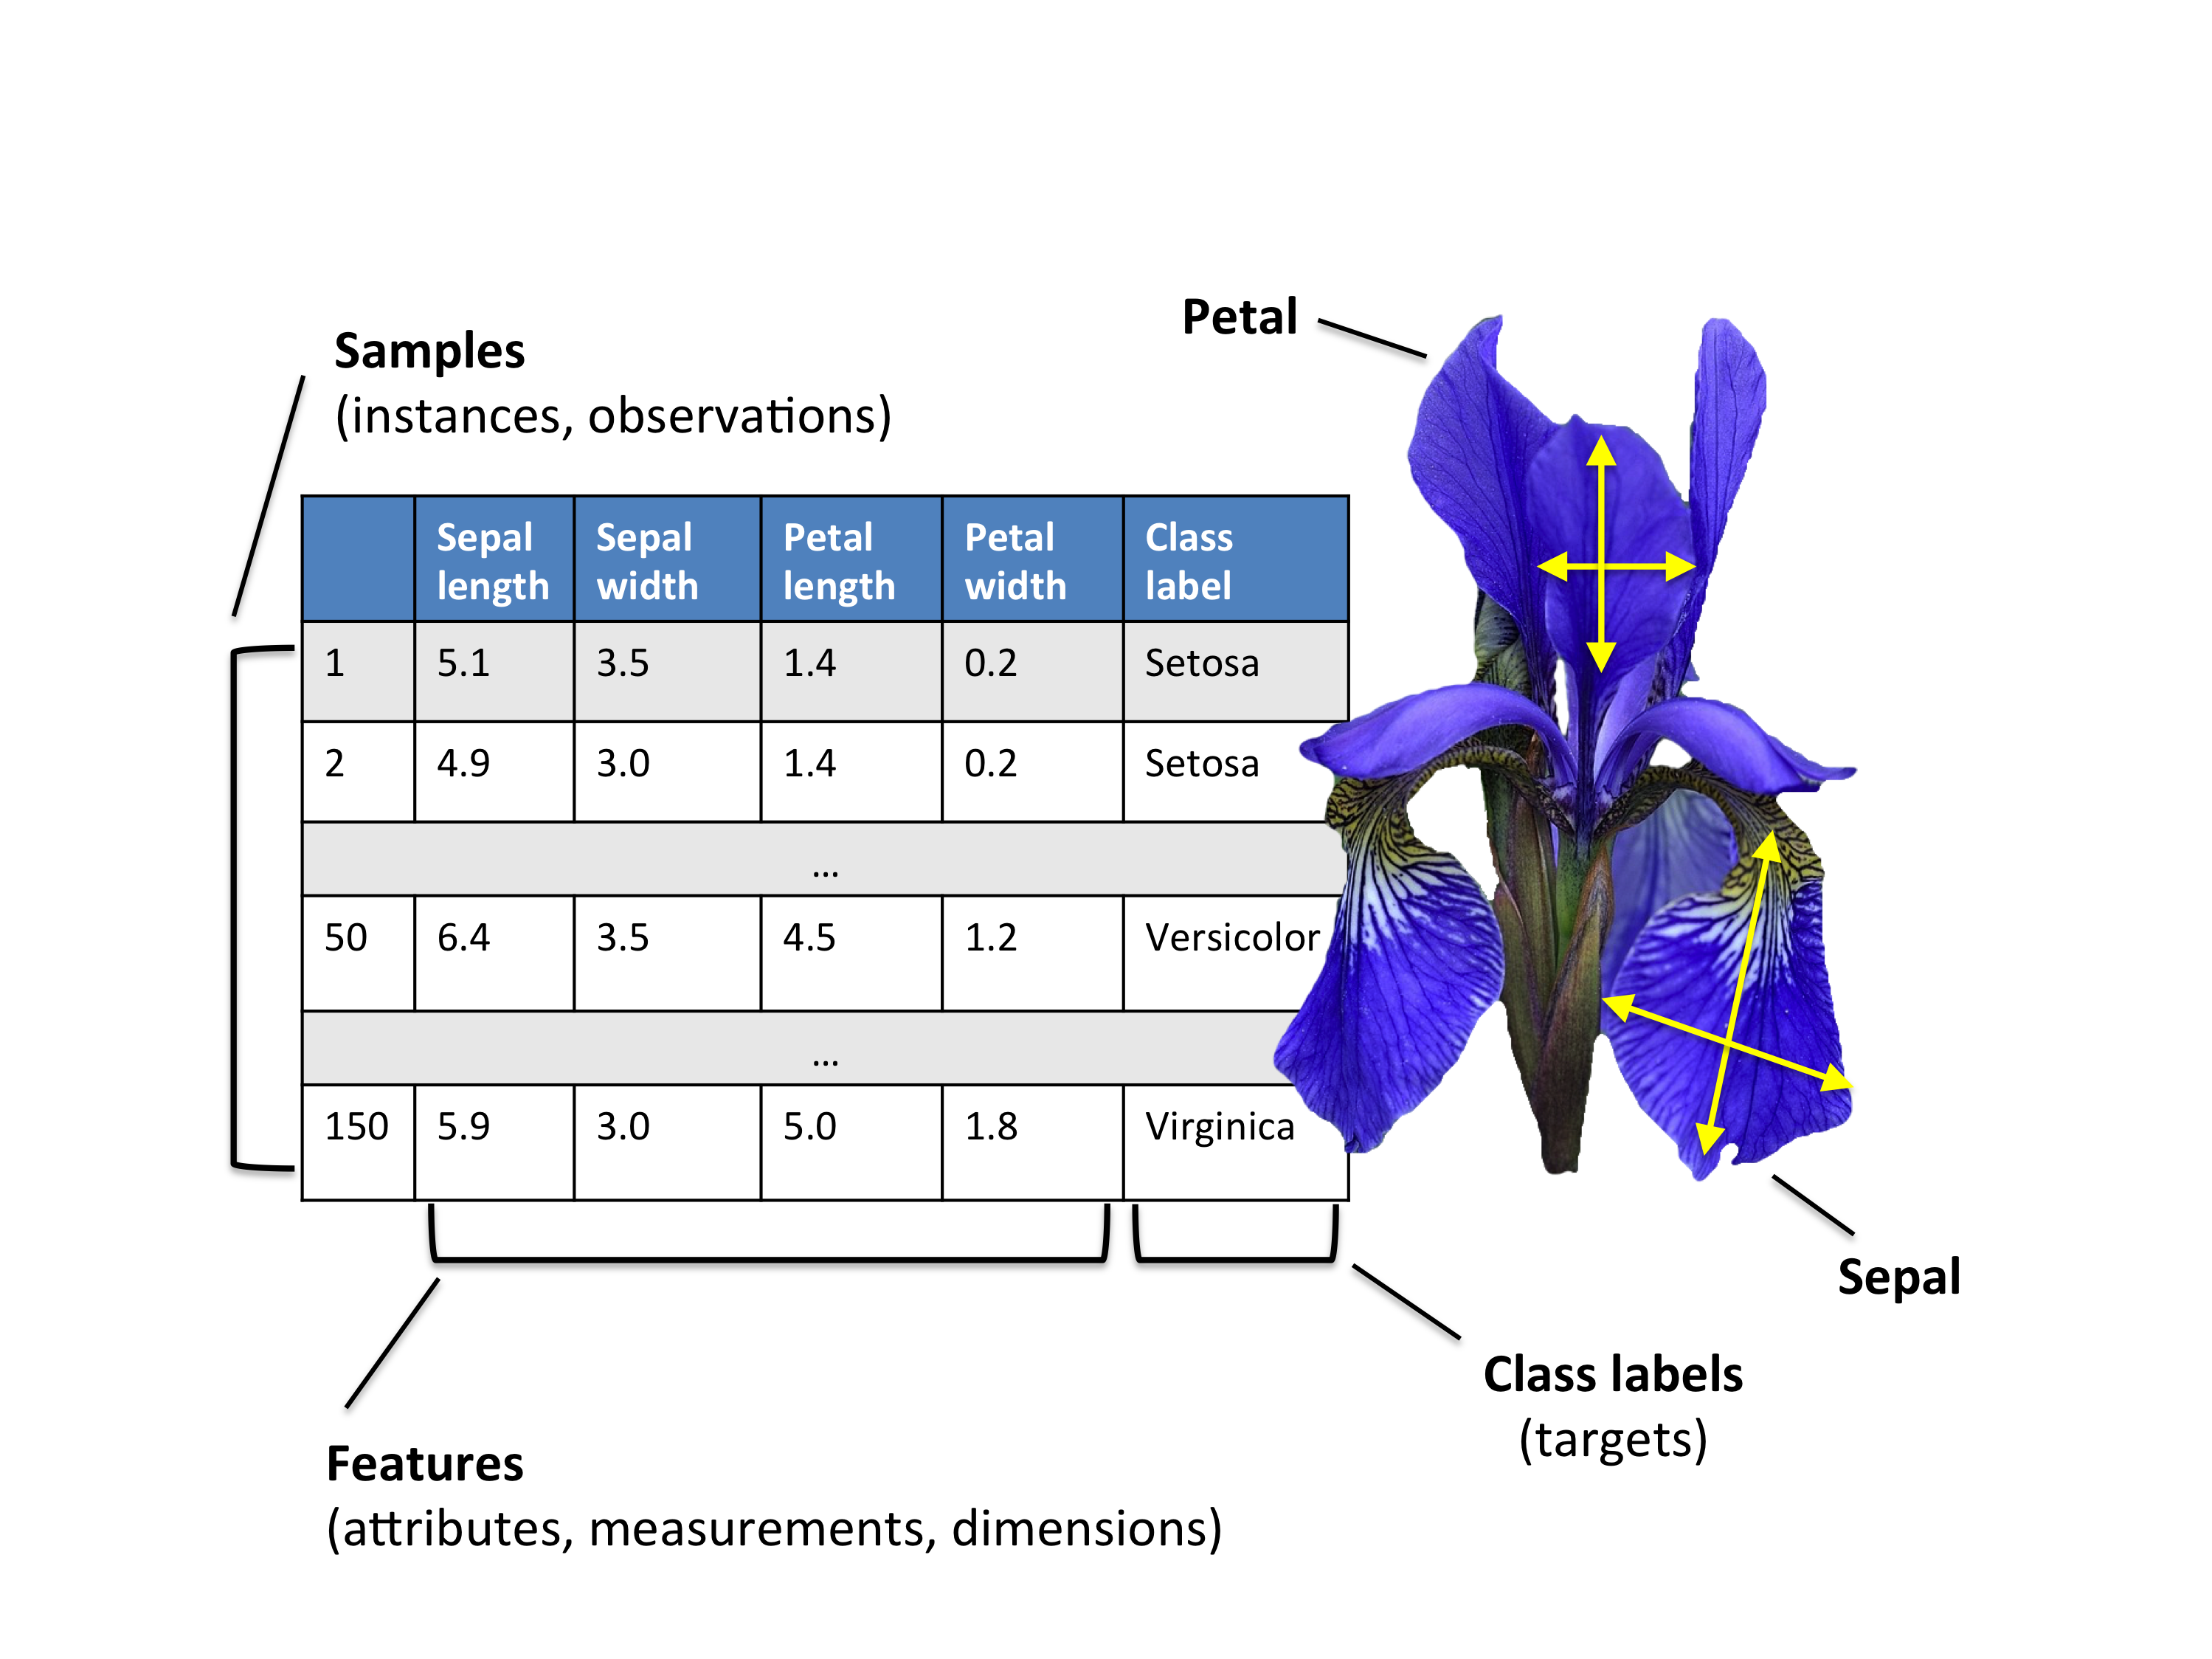 Petal
Samples
(instances, observations)
Sepal length Sepal width Petal length Petal width Class label
1 5.1 3.5 1.4 0.2 Setosa
2 4.9 3.0 1.4 0.2 Setosa
...
50 6.4 3.5 4.5 1.2 Versicolor
...
150 5.9 3.0 5.0 1.8 Virginica
Sepal
Class labels
(targets)
Features
(attributes, measurements, dimensions)